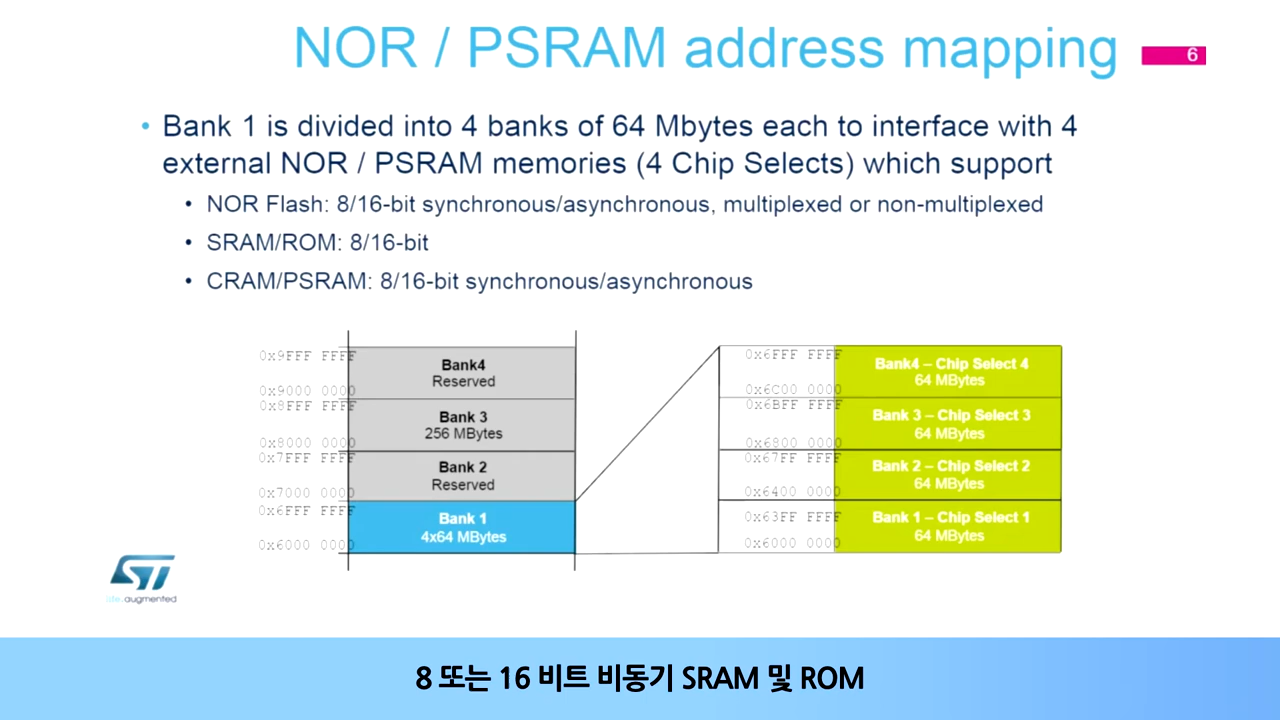 NOR / PSRAM address mapping
6
• Bank 1 is divided into 4 banks of 64 Mbytes each to interface with 4
external NOR / PSRAM memories (4 Chip Selects) which support
• NOR Flash: 8/16-bit synchronous/asynchronous, multiplexed or non-multiplexed
• SRAM/ROM: 8/16-bit
• CRAM/PSRAM: 8/16-bit synchronous/asynchronous
0x9FFF FFFF
Bank4
Reserved
0x9000 0000
0x8FFF FFFF
Bank 3
256 MBytes
0x8000 0000
0x7FFF FFFF
Bank 2
Reserved
0x7000 0000
0x6FFF FFFF
Bank 1
4x64 MBytes
0x6000 0000
0x6FFF FFFF
Bank4 – Chip Select 4
64 MBytes
0x6C00 0000
0x6BFF FFFF
Bank 3 – Chip Select 3
64 MBytes
0x6800 0000
0x67FF FFFF
Bank 2 – Chip Select 2
64 MBytes
0x6400 0000
0x63FF FFFF
Bank 1 – Chip Select 1
64 MBytes
0x6000 0000
ST
life.augmented
8 또는 16 비트 비동기 SRAM 및 ROM